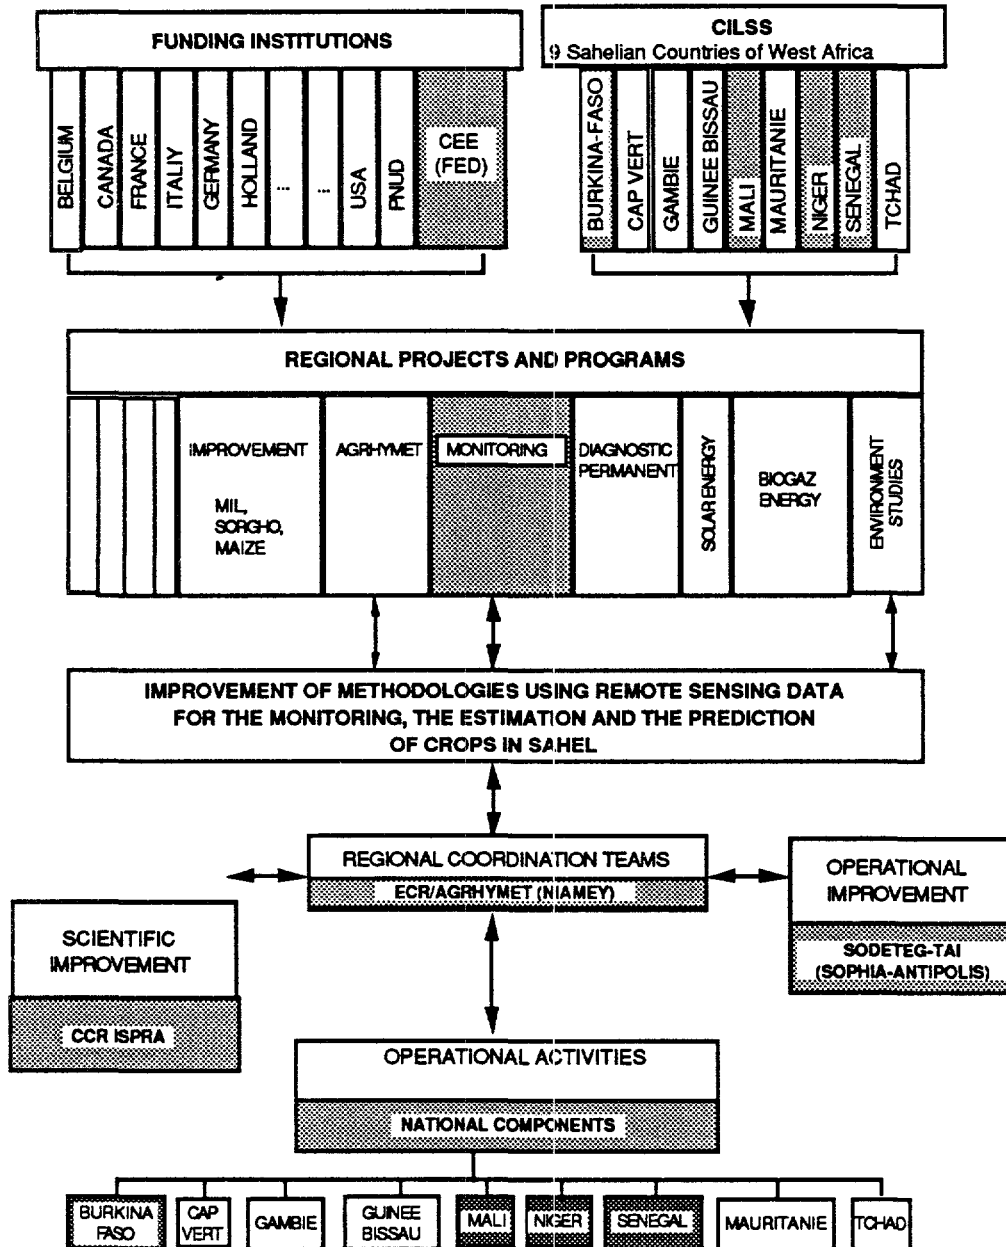 FUNDING INSTITUTIONS
BELGIUM
CANADA
FRANCE
ITALIY
GERMANY
HOLLAND
...
...
USA
PNUD
CEE
(FED)
CILSS
9 Sahelian Countries of West Africa
BURKINA-FASO
CAP VERT
GAMBIE
GUINEE BISSAU
MALI
MAURITANIE
NIGER
SENEGAL
TCHAD
REGIONAL PROJECTS AND PROGRAMS
IMPROVEMENT
MIL,
SORGHO,
MAIZE
AGRHYMET
MONITORING
DIAGNOSTIC
PERMANENT
SOLAR ENERGY
BIOGAZ
ENERGY
ENVIRONMENT
STUDIES
IMPROVEMENT OF METHODOLOGIES USING REMOTE SENSING DATA
FOR THE MONITORING, THE ESTIMATION AND THE PREDICTION
OF CROPS IN SAHEL
REGIONAL COORDINATION TEAMS
ECR/AGRHYMET (NIAMEY)
OPERATIONAL
IMPROVEMENT
SODETEG-TAI
(SOPHIA-ANTIPOLIS)
SCIENTIFIC
IMPROVEMENT
CCR ISPRA
OPERATIONAL ACTIVITIES
NATIONAL COMPONENTS
BURKINA
FASO
CAP
VERT
GAMBIE
GUINEE
BISSAU
MALI
NIGER
SENEGAL
MAURITANIE
TCHAD